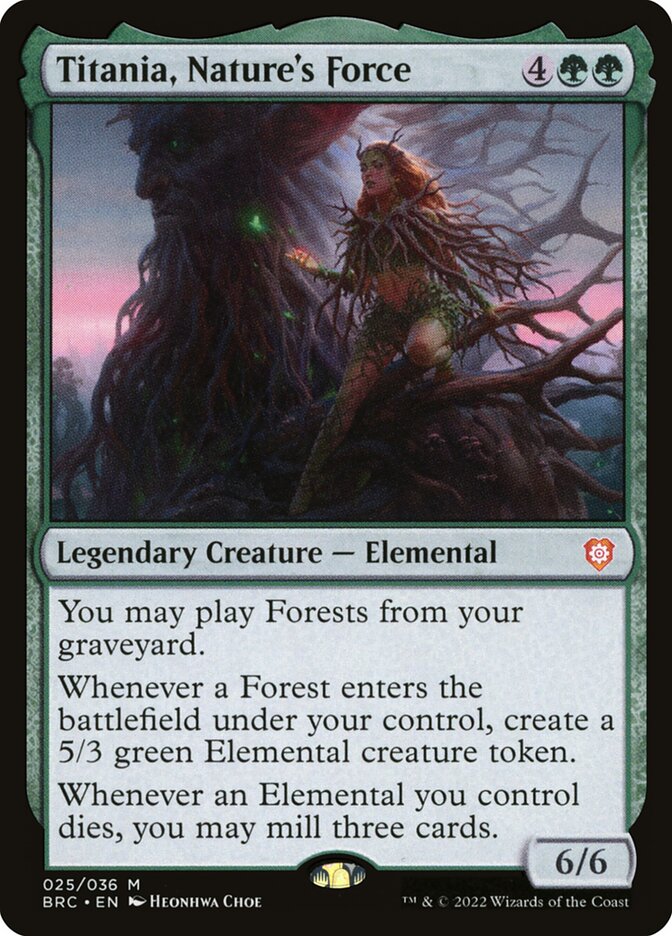 Titania, Nature's Force 4
Legendary Creature — Elemental
You may play Forests from your
graveyard.
Whenever a Forest enters the
battlefield under your control, create a
5/3 green Elemental creature token.
Whenever an Elemental you control
dies, you may mill three cards.
6/6
025/036 M
BRC • EN Heonhwa Choe
™ & © 2022 Wizards of the Coast